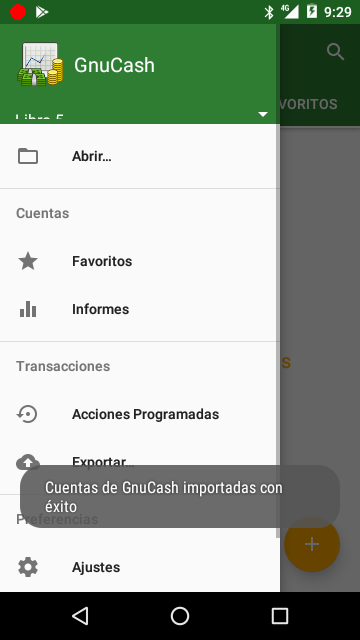 4G
9:29
GnuCash
Libro 5
VORITOS
Abrir...
Cuentas
Favoritos
Informes
S
Transacciones
Acciones Programadas
Exportar...
Cuentas de GnuCash importadas con
éxito
Preferencias
Ajustes